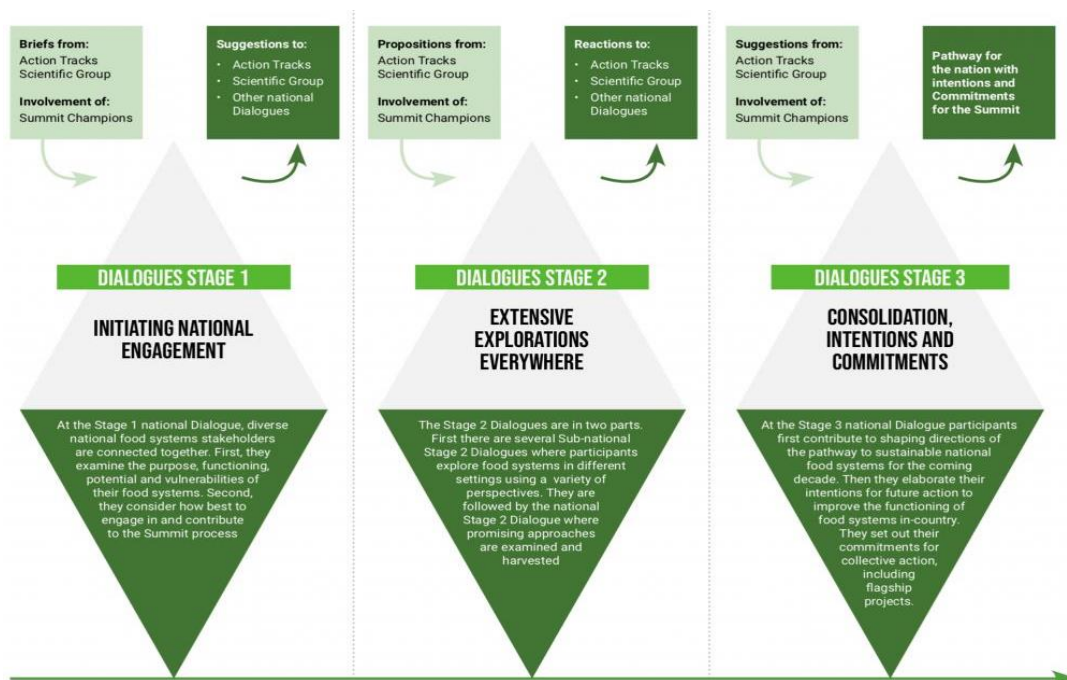 Briefs from:
Action Tracks
Scientific Group
Involvement of:
Summit Champions
Suggestions to:
• Action Tracks
• Scientific Group
• Other national
Dialogues
DIALOGUES STAGE 1
INITIATING NATIONAL
ENGAGEMENT
At the Stage 1 national Dialogue, diverse
national food systems stakeholders
are connected together. First, they
examine the purpose, functioning,
potential and vulnerabilities of
their food systems. Second,
they consider how best to
engage in and contribute
to the Summit process
Propositions from:
Action Tracks
Scientific Group
Involvement of:
Summit Champions
Reactions to:
• Action Tracks
• Scientific Group
• Other national
Dialogues
DIALOGUES STAGE 2
EXTENSIVE
EXPLORATIONS
EVERYWHERE
The Stage 2 Dialogues are in two parts.
First there are several Sub-national
Stage 2 Dialogues where participants
explore food systems in different
settings using a variety of
perspectives. They are
followed by the national
Stage 2 Dialogue where
promising approaches
are examined and
harvested
Suggestions from:
Action Tracks
Scientific Group
Involvement of:
Summit Champions
Pathway for
the nation with
intentions and
Commitments
for the Summit
DIALOGUES STAGE 3
CONSOLIDATION,
INTENTIONS AND
COMMITMENTS
At the Stage 3 national Dialogue participants
first contribute to shaping directions of
the pathway to sustainable national
food systems for the coming
decade. Then they elaborate their
intentions for future action to
improve the functioning of
food systems in-country.
They set out their
commitments for
collective action,
including
flagship
projects.